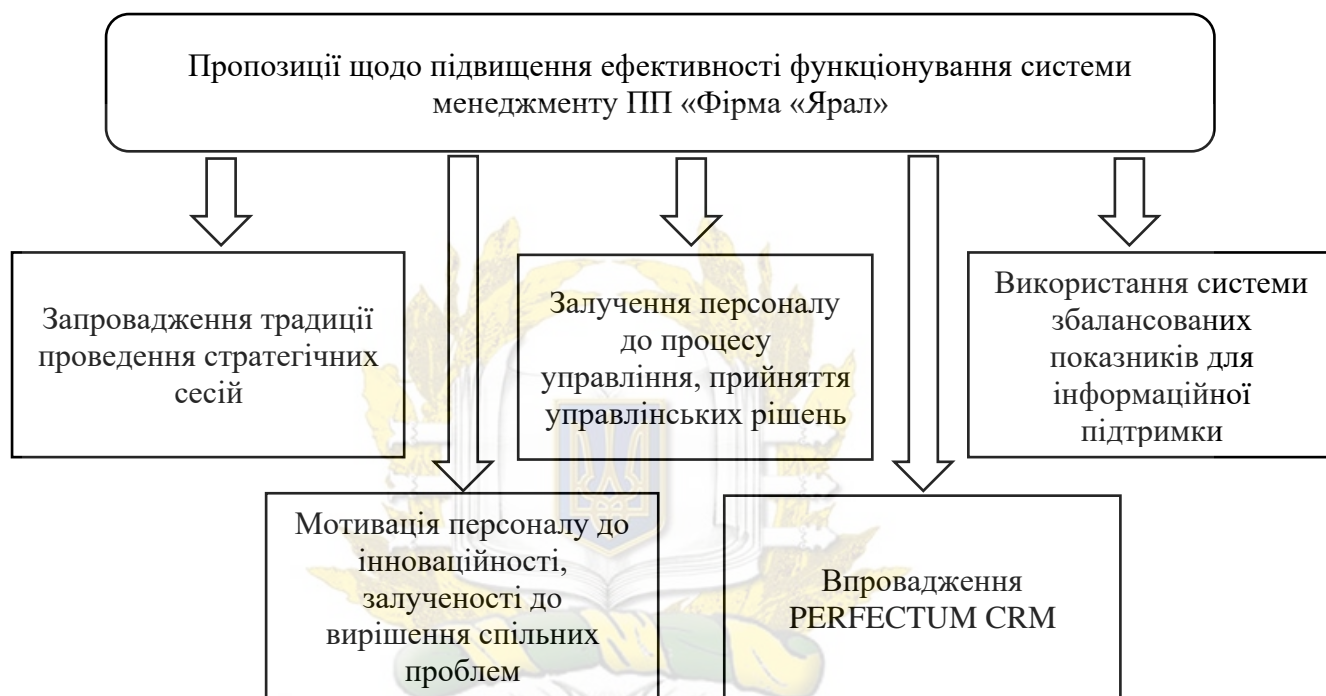 Пропозиції щодо підвищення ефективності функціонування системи
менеджменту ПП «Фірма «Ярал»
Запровадження традиції
проведення стратегічних
сесій
Залучення персоналу
до процесу
управління, прийняття
управлінських рішень
Використання системи
збалансованих
показників для
інформаційної
підтримки
Мотивація персоналу до
інноваційності,
залученості до
вирішення спільних
проблем
Впровадження
PERFECTUM CRM